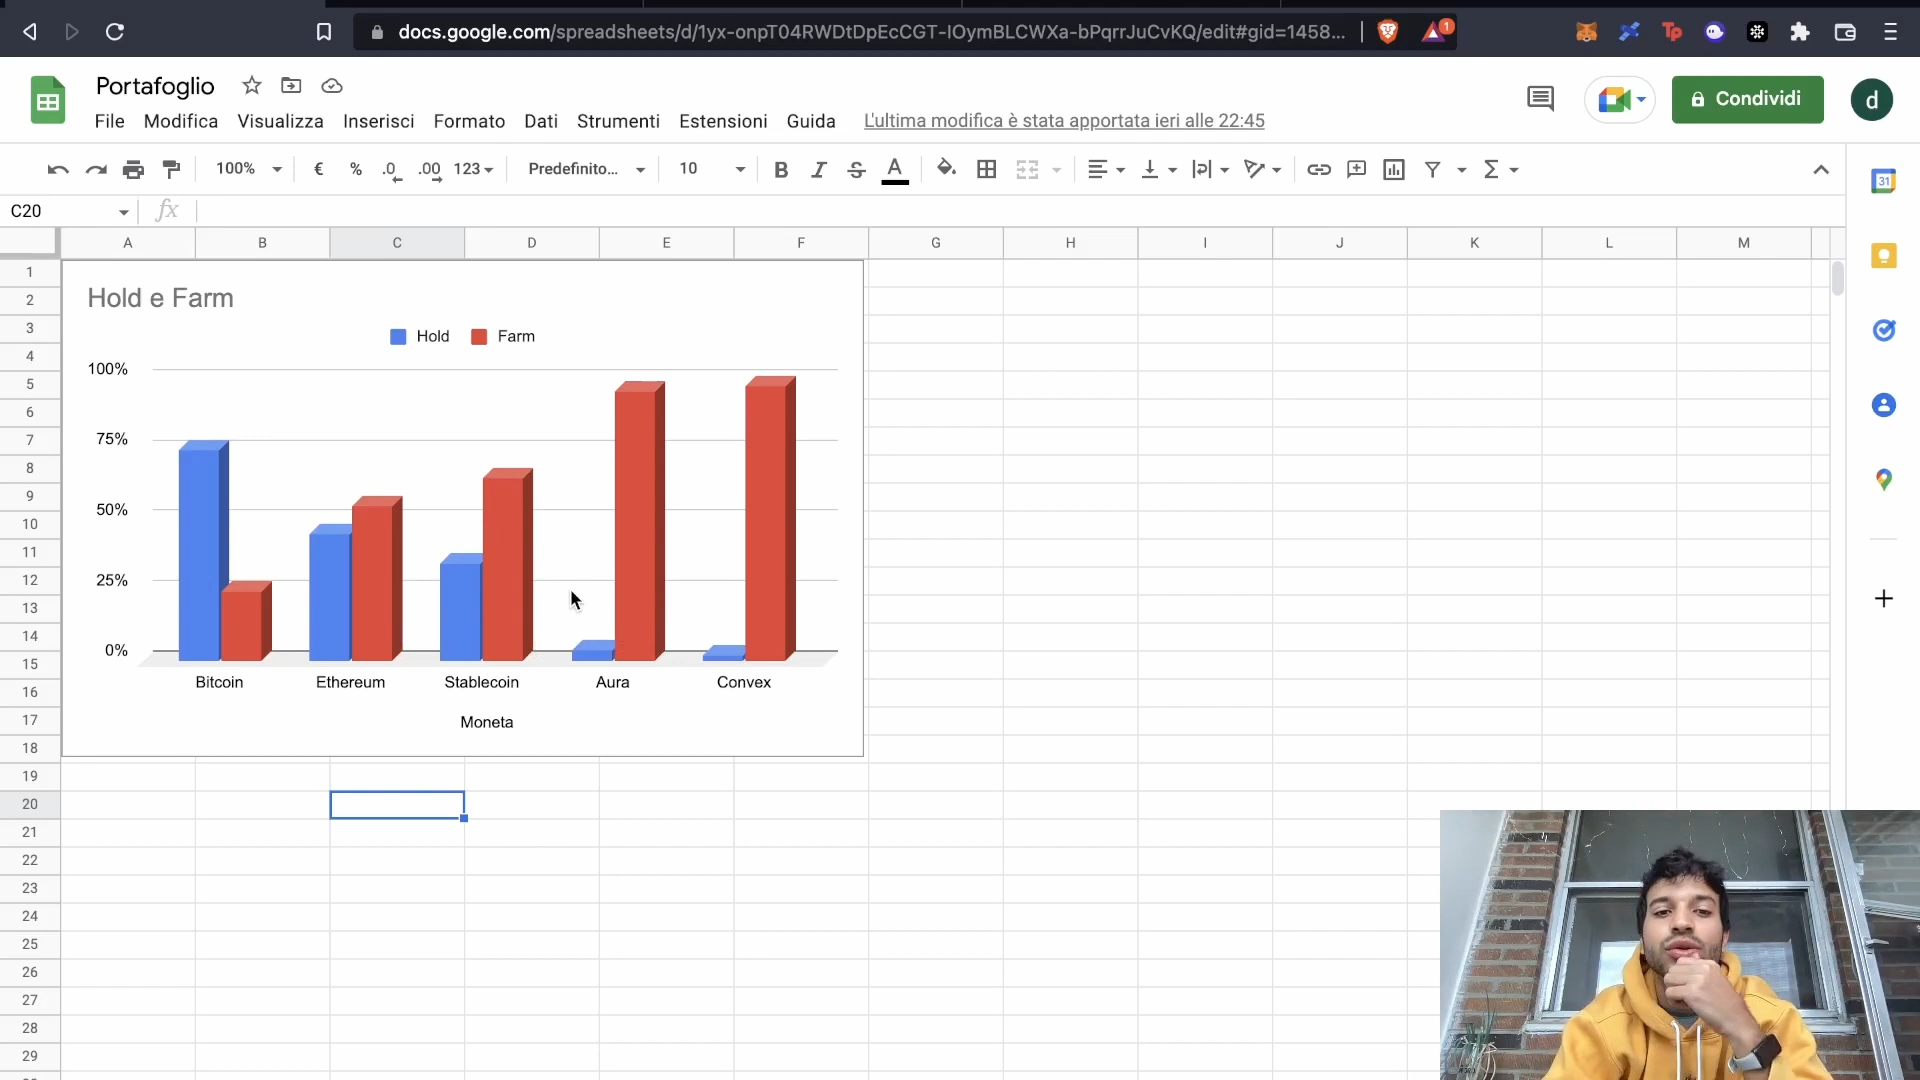 docs.google.com/spreadsheets/d/1yx-onpT04RWDtDpEcCGT-IOymBLCWXa-bPqrrJuCvKQ/edit#gid=1458...
1
Tp
Portafoglio
File Modifica Visualizza Inserisci Formato Dati Strumenti Estensioni Guida L'ultima modifica è stata apportata ieri alle 22:45
Condividi
d
100% € % .0 .00 123 Predefinito... 10 B I S A
31
C20 fx
A B C D E F G H I J K L M
1
2
3
4
5
6
7
8
9
10
11
12
13
14
15
16
17
18
19
20
21
22
23
24
25
26
27
28
29
Hold e Farm
Hold Farm
100%
75%
50%
25%
0%
Bitcoin Ethereum Stablecoin Aura Convex
Moneta